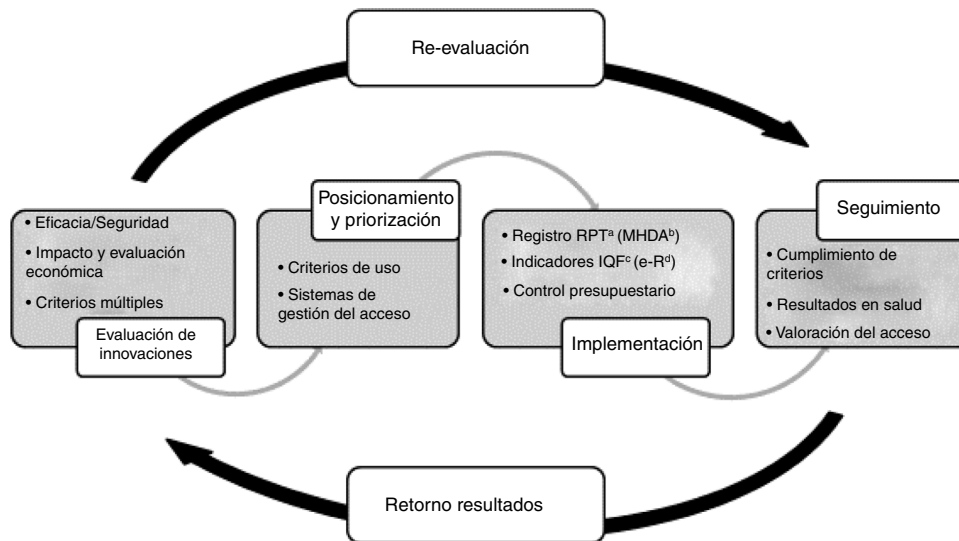 Re-evaluación
• Eficacia/Seguridad
• Impacto y evaluación
económica
• Criterios múltiples
Evaluación de
innovaciones
Posicionamiento
y priorización
• Criterios de uso
• Sistemas de
gestión del acceso
• Registro RPTᵃ (MHDAᵇ)
• Indicadores IQFᶜ (e-Rᵈ)
• Control presupuestario
Implementación
Seguimiento
• Cumplimiento de
criterios
• Resultados en salud
• Valoración del acceso
Retorno resultados